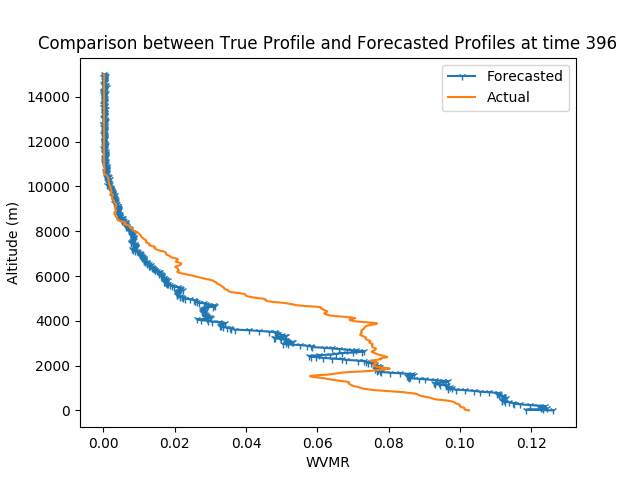 Comparison between True Profile and Forecasted Profiles at time 396
Forecasted
Actual
14000
12000
10000
8000
6000
4000
2000
0
Altitude (m)
0.00 0.02 0.04 0.06 0.08 0.10 0.12
WVMR